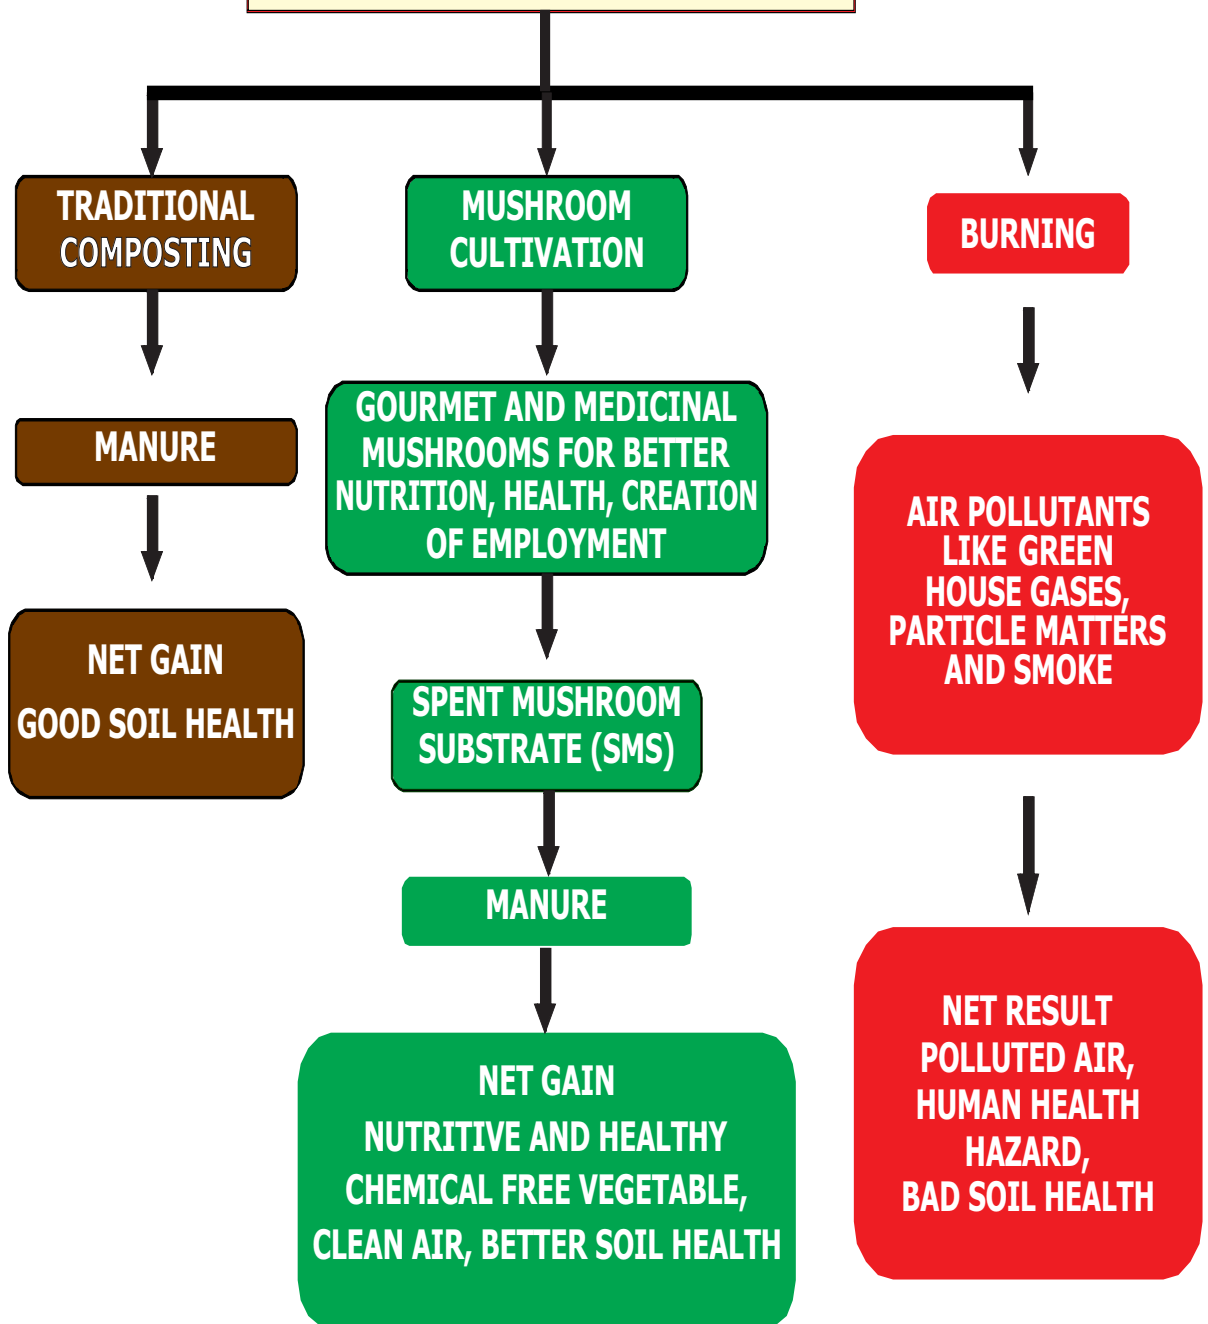 TRADITIONAL
COMPOSTING
MUSHROOM
CULTIVATION
BURNING
MANURE
GOURMET AND MEDICINAL
MUSHROOMS FOR BETTER
NUTRITION, HEALTH, CREATION
OF EMPLOYMENT
AIR POLLUTANTS
LIKE GREEN
HOUSE GASES,
PARTICLE MATTERS
AND SMOKE
NET GAIN
GOOD SOIL HEALTH
SPENT MUSHROOM
SUBSTRATE (SMS)
MANURE
NET GAIN
NUTRITIVE AND HEALTHY
CHEMICAL FREE VEGETABLE,
CLEAN AIR, BETTER SOIL HEALTH
NET RESULT
POLLUTED AIR,
HUMAN HEALTH
HAZARD,
BAD SOIL HEALTH